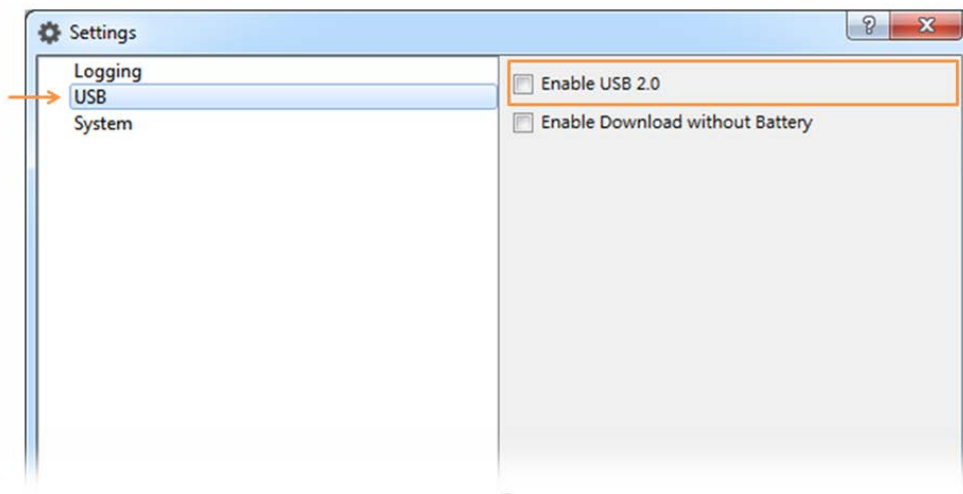 Settings
Logging
USB
System
Enable USB 2.0
Enable Download without Battery